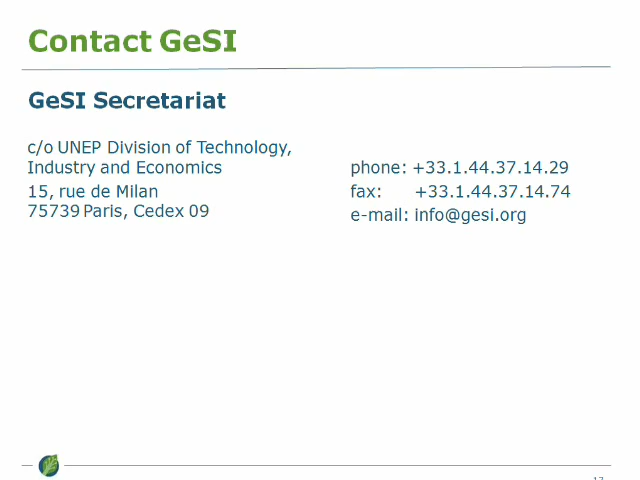 Contact GeSI
GeSI Secretariat
c/o UNEP Division of Technology,
Industry and Economics
15, rue de Milan
75739 Paris, Cedex 09
phone: +33.1.44.37.14.29
fax: +33.1.44.37.14.74
e-mail: info@gesi.org